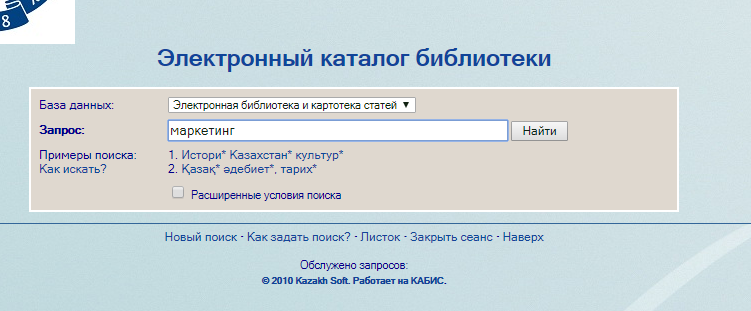 8
Электронный каталог библиотеки
База данных: Электронная библиотека и картотека статей ▼
Запрос: маркетинг Найти
Примеры поиска: 1. Истори* Казахстан* культур*
Как искать? 2. Қазақ* әдебиет*, тарих*
Расширенные условия поиска
Новый поиск · Как задать поиск? · Листок · Закрыть сеанс · Наверх
Обслужено запросов:
© 2010 Kazakh Soft. Работает на КАБИС.